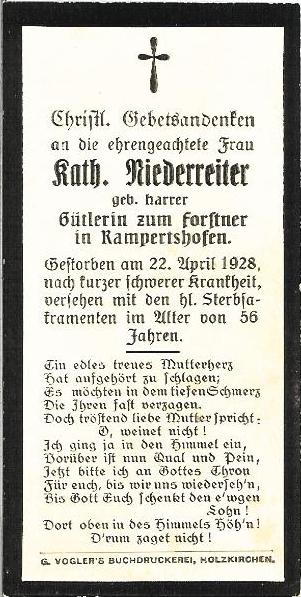 Christl. Gebetsandenken
an die ehrengeachtete Frau
Kath. Niederreiter
geb. Harrer
Gütlerin zum Forstner
in Rampertshofen.
Gestorben am 22. April 1928,
nach kurzer schwerer Krankheit,
versehen mit den hl. Sterbsa-
kramenten im Alter von 56
Jahren.
Ein edles treues Mutterherz
Hat aufgehört zu schlagen;
Es möchten in dem tiefen Schmerz
Die Ihren fast verzagen.
Doch tröstend liebe Mutter spricht:
O, weinet nicht!
Ich ging ja in den Himmel ein,
Vorüber ist nun Qual und Pein,
Jetzt bitte ich an Gottes Thron
Für euch, bis wir uns wiederseh'n,
Bis Gott Euch schenkt den e'wgen
Lohn!
Dort oben in des Himmels Höh'n!
D'rum zaget nicht!
G. VOGLER'S BUCHDRUCKEREI, HOLZKIRCHEN.